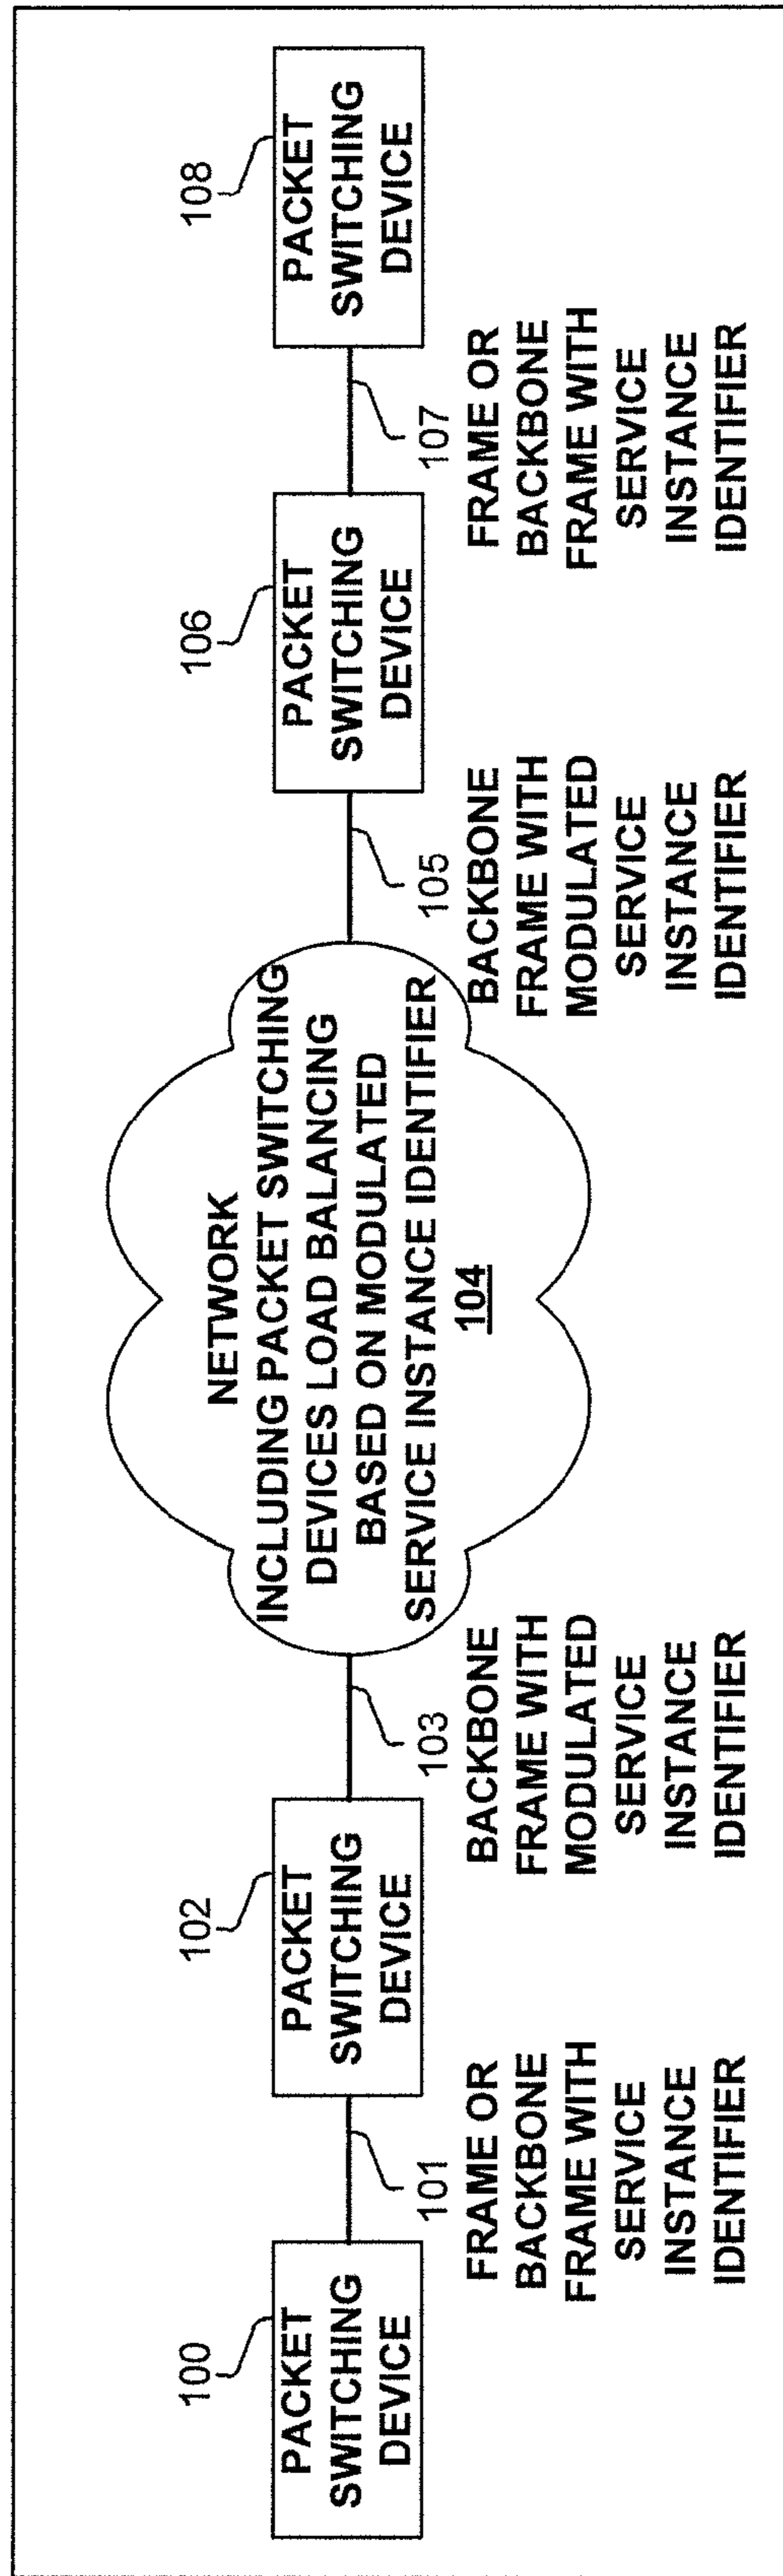 100
PACKET
SWITCHING
DEVICE
101
FRAME OR
BACKBONE
FRAME WITH
SERVICE
INSTANCE
IDENTIFIER
102
PACKET
SWITCHING
DEVICE
103
BACKBONE
FRAME WITH
MODULATED
SERVICE
INSTANCE
IDENTIFIER
NETWORK
INCLUDING PACKET SWITCHING
DEVICES LOAD BALANCING
BASED ON MODULATED
SERVICE INSTANCE IDENTIFIER
104
105
BACKBONE
FRAME WITH
MODULATED
SERVICE
INSTANCE
IDENTIFIER
106
PACKET
SWITCHING
DEVICE
107
FRAME OR
BACKBONE
FRAME WITH
SERVICE
INSTANCE
IDENTIFIER
108
PACKET
SWITCHING
DEVICE